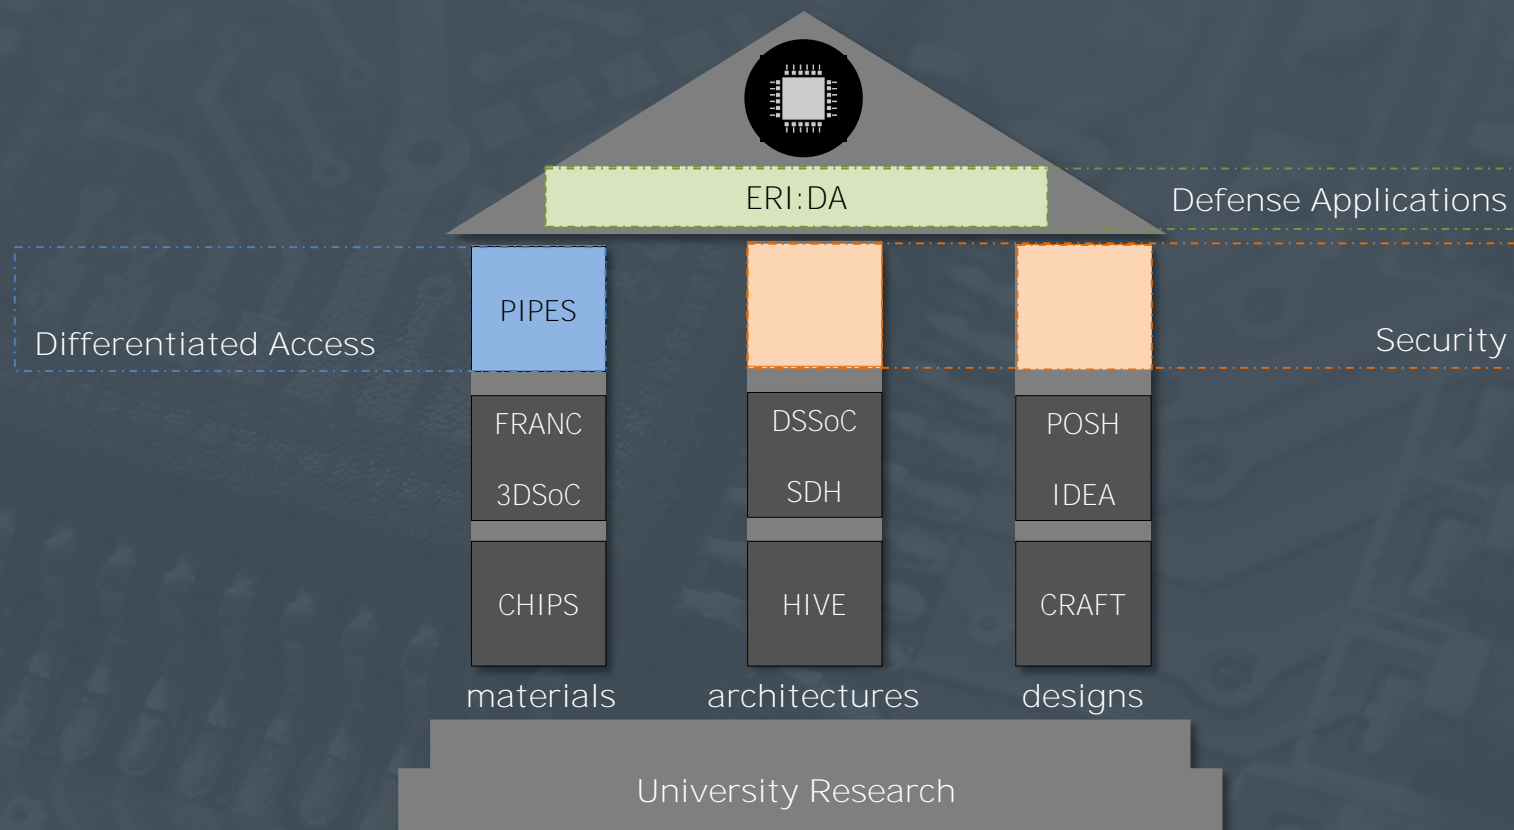 ERI:DA
Defense Applications
PIPES
Differentiated Access
Security
FRANC
DSSoC
POSH
3DSoC
SDH
IDEA
CHIPS
HIVE
CRAFT
materials
architectures
designs
University Research